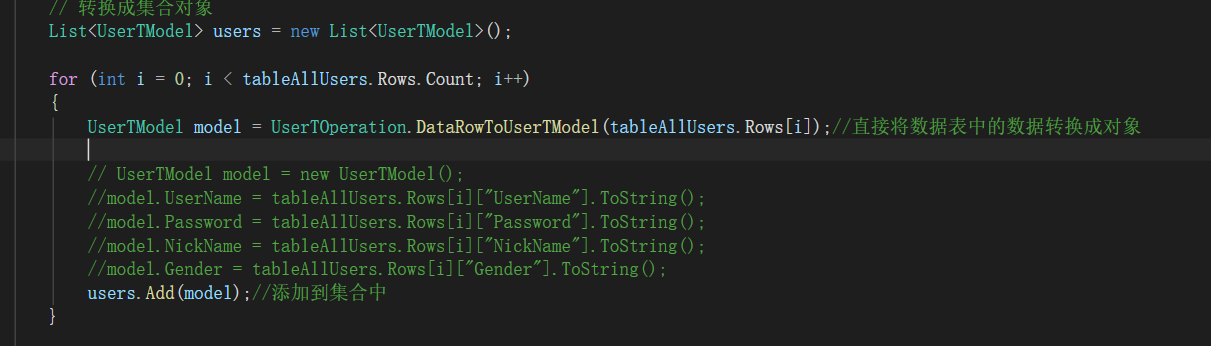 // 转换成集合对象
List<UserTModel> users = new List<UserTModel>();
for (int i = 0; i < tableAllUsers.Rows.Count; i++)
{
UserTModel model = UserTOperation.DataRowToUserTModel(tableAllUsers.Rows[i]);//直接将数据表中的数据转换成对象
// UserTModel model = new UserTModel();
//model.UserName = tableAllUsers.Rows[i]["UserName"].ToString();
//model.Password = tableAllUsers.Rows[i]["Password"].ToString();
//model.NickName = tableAllUsers.Rows[i]["NickName"].ToString();
//model.Gender = tableAllUsers.Rows[i]["Gender"].ToString();
users.Add(model);//添加到集合中
}